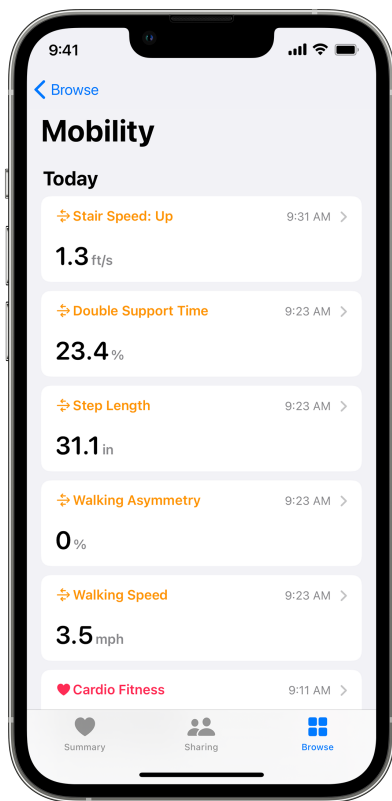 9:41
Browse
Mobility
Today
Stair Speed: Up 9:31 AM
1.3 ft/s
Double Support Time 9:23 AM
23.4 %
Step Length 9:23 AM
31.1 in
Walking Asymmetry 9:23 AM
0 %
Walking Speed 9:23 AM
3.5 mph
Cardio Fitness 9:11 AM
Summary Sharing Browse